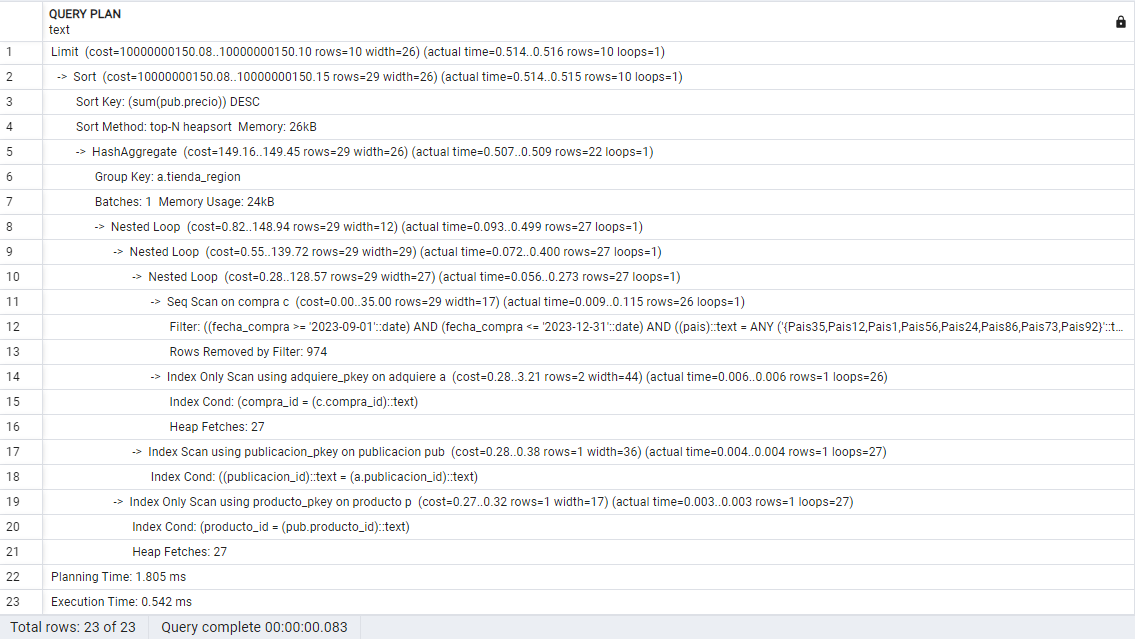 QUERY PLAN
text
1 Limit (cost=10000000150.08..10000000150.10 rows=10 width=26) (actual time=0.514..0.516 rows=10 loops=1)
2 -> Sort (cost=10000000150.08..10000000150.15 rows=29 width=26) (actual time=0.514..0.515 rows=10 loops=1)
3 Sort Key: (sum(pub.precio)) DESC
4 Sort Method: top-N heapsort Memory: 26kB
5 -> HashAggregate (cost=149.16..149.45 rows=29 width=26) (actual time=0.507..0.509 rows=22 loops=1)
6 Group Key: a.tienda_region
7 Batches: 1 Memory Usage: 24kB
8 -> Nested Loop (cost=0.82..148.94 rows=29 width=12) (actual time=0.093..0.499 rows=27 loops=1)
9 -> Nested Loop (cost=0.55..139.72 rows=29 width=29) (actual time=0.072..0.400 rows=27 loops=1)
10 -> Nested Loop (cost=0.28..128.57 rows=29 width=27) (actual time=0.056..0.273 rows=27 loops=1)
11 -> Seq Scan on compra c (cost=0.00..35.00 rows=29 width=17) (actual time=0.009..0.115 rows=26 loops=1)
12 Filter: ((fecha_compra >= '2023-09-01'::date) AND (fecha_compra <= '2023-12-31'::date) AND ((pais)::text = ANY ('{Pais35,Pais12,Pais1,Pais56,Pais24,Pais86,Pais73,Pais92}'::t...
13 Rows Removed by Filter: 974
14 -> Index Only Scan using adquiere_pkey on adquiere a (cost=0.28..3.21 rows=2 width=44) (actual time=0.006..0.006 rows=1 loops=26)
15 Index Cond: (compra_id = (c.compra_id)::text)
16 Heap Fetches: 27
17 -> Index Scan using publicacion_pkey on publicacion pub (cost=0.28..0.38 rows=1 width=36) (actual time=0.004..0.004 rows=1 loops=27)
18 Index Cond: ((publicacion_id)::text = (a.publicacion_id)::text)
19 -> Index Only Scan using producto_pkey on producto p (cost=0.27..0.32 rows=1 width=17) (actual time=0.003..0.003 rows=1 loops=27)
20 Index Cond: (producto_id = (pub.producto_id)::text)
21 Heap Fetches: 27
22 Planning Time: 1.805 ms
23 Execution Time: 0.542 ms
Total rows: 23 of 23 Query complete 00:00:00.083